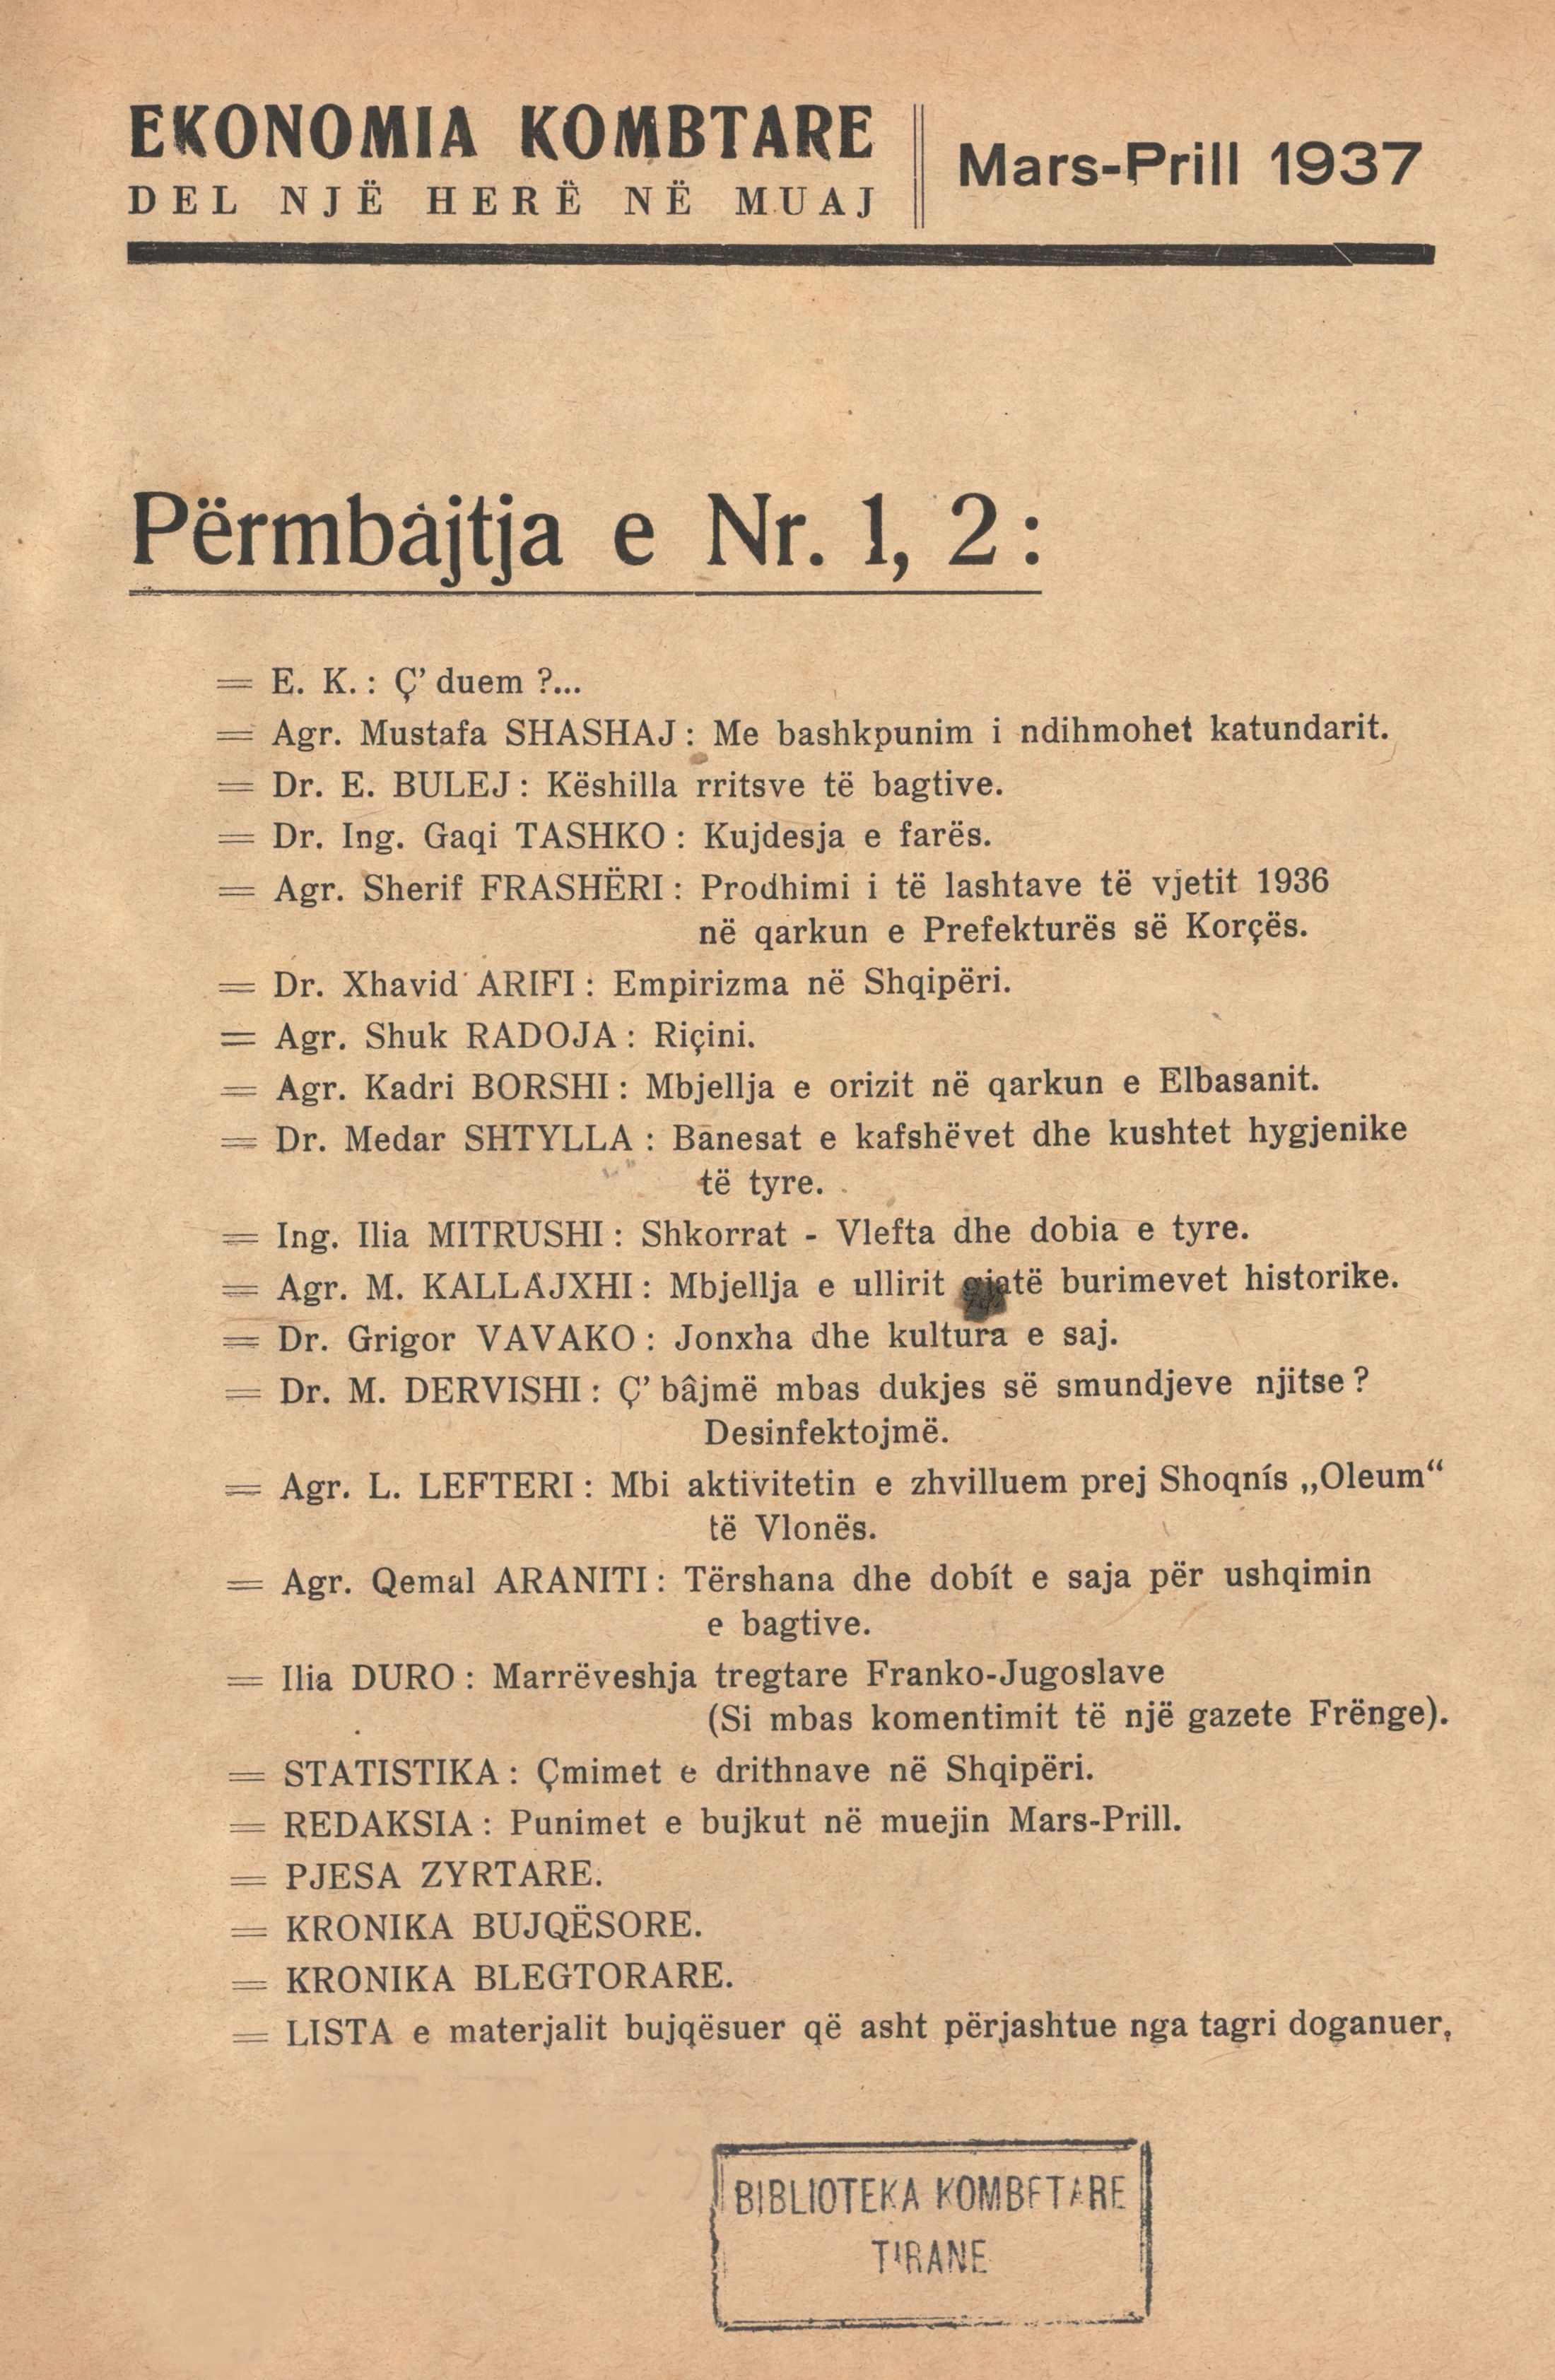 EKONOMIA KOMBTARE
DEL NJË HERË NË MUAJ
Mars-Prill 1937
Përmbajtja e Nr. 1, 2 :
= E. K. : Ç' duem ?...
= Agr. Mustafa SHASHAJ : Me bashkpunim i ndihmohet katundarit.
= Dr. E. BULEJ : Këshilla rritsve të bagtive.
= Dr. Ing. Gaqi TASHKO : Kujdesja e farës.
= Agr. Sherif FRASHËRI : Prodhimi i të lashtave të vjetit 1936
në qarkun e Prefekturës së Korçës.
= Dr. Xhavid ARIFI : Empirizma në Shqipëri.
= Agr. Shuk RADOJA : Riçini.
= Agr. Kadri BORSHI : Mbjellja e orizit në qarkun e Elbasanit.
= Dr. Medar SHTYLLA : Banesat e kafshëvet dhe kushtet hygjenike
të tyre.
= Ing. Ilia MITRUSHI : Shkorrat - Vlefta dhe dobia e tyre.
= Agr. M. KALLAJXHI : Mbjellja e ullirit gjatë burimevet historike.
= Dr. Grigor VAVAKO : Jonxha dhe kultura e saj.
= Dr. M. DERVISHI : Ç' bâjmë mbas dukjes së smundjeve njitse ?
Desinfektojmë.
= Agr. L. LEFTERI : Mbi aktivitetin e zhvilluem prej Shoqnís „Oleum“
të Vlonës.
= Agr. Qemal ARANITI : Tërshana dhe dobít e saja për ushqimin
e bagtive.
= Ilia DURO : Marrëveshja tregtare Franko-Jugoslave
(Si mbas komentimit të një gazete Frënge).
= STATISTIKA : Çmimet e drithnave në Shqipëri.
= REDAKSIA : Punimet e bujkut në muejin Mars-Prill.
= PJESA ZYRTARE.
= KRONIKA BUJQËSORE.
= KRONIKA BLEGTORARE.
= LISTA e materjalit bujqësuer që asht përjashtue nga tagri doganuer,
BIBLIOTEKA KOMBETARE
TIRANE